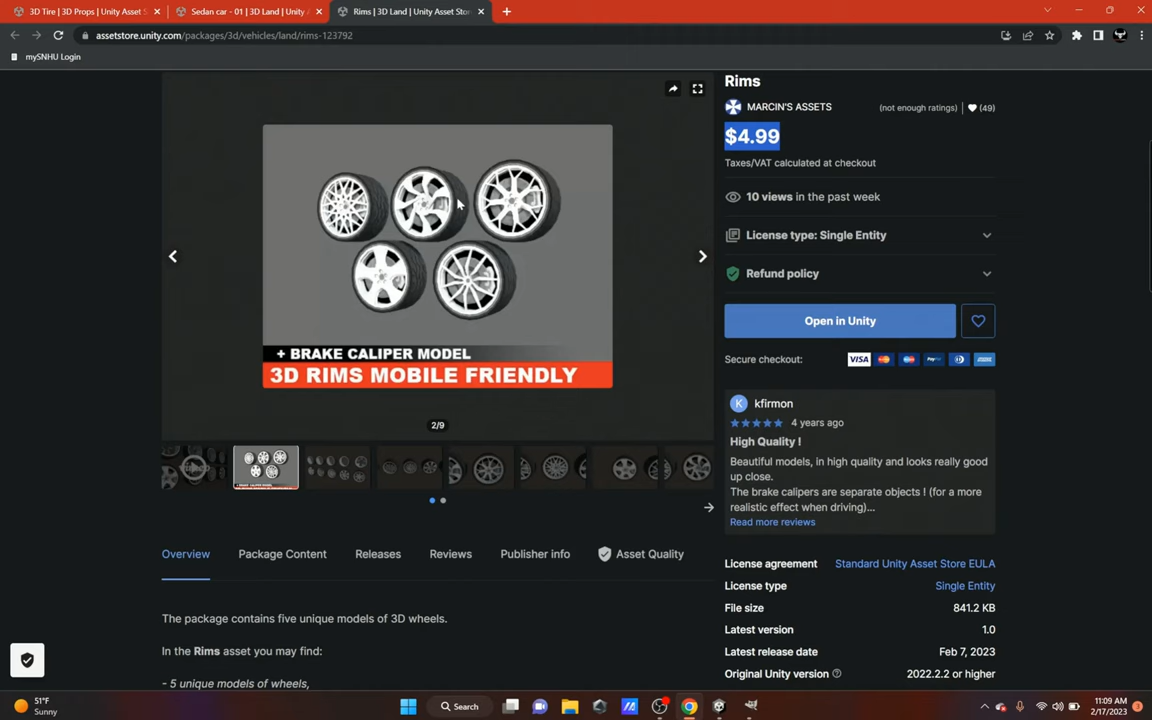 3D Tire | 3D Props | Unity Asset S
Sedan car - 01 | 3D Land | Unity A
Rims | 3D Land | Unity Asset Stor
assetstore.unity.com/packages/3d/vehicles/land/rims-123792
mySNHU Login
Rims
MARCIN'S ASSETS
(not enough ratings) | (49)
$4.99
Taxes/VAT calculated at checkout
10 views in the past week
License type: Single Entity
Refund policy
Open in Unity
Secure checkout:
VISA
PayPal
+ BRAKE CALIPER MODEL
3D RIMS MOBILE FRIENDLY
2/9
K kfirmon
4 years ago
High Quality !
Beautiful models, in high quality and looks really good
up close.
The brake calipers are separate objects ! (for a more
realistic effect when driving)...
Read more reviews
Overview
Package Content
Releases
Reviews
Publisher info
Asset Quality
License agreement Standard Unity Asset Store EULA
License type Single Entity
File size 841.2 KB
Latest version 1.0
Latest release date Feb 7, 2023
Original Unity version 2022.2.2 or higher
The package contains five unique models of 3D wheels.
In the Rims asset you may find:
- 5 unique models of wheels,
51°F
Sunny
Search
11:09 AM
2/17/2023